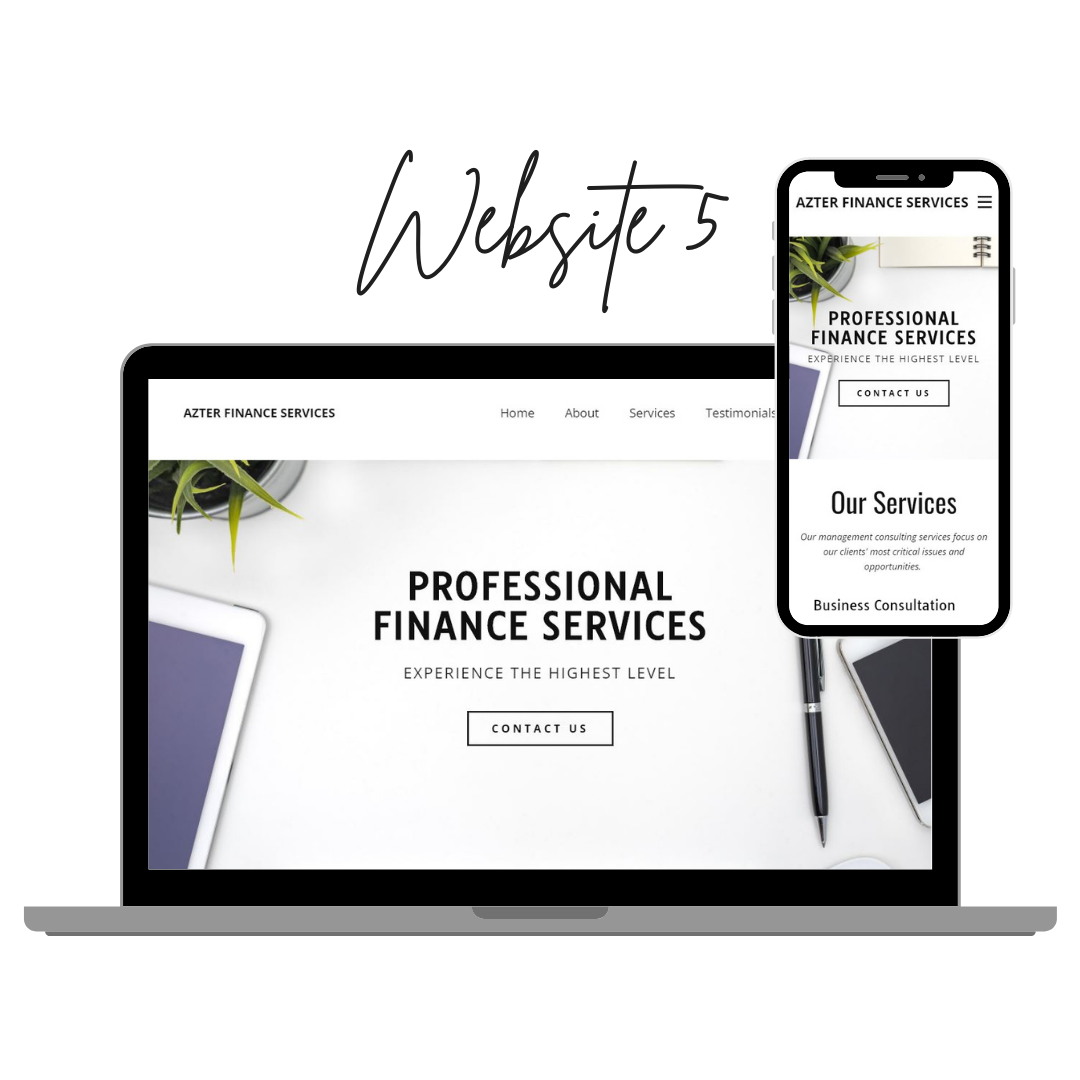 Website 5
AZTER FINANCE SERVICES
Home About Services Testimonials
PROFESSIONAL
FINANCE SERVICES
EXPERIENCE THE HIGHEST LEVEL
CONTACT US
AZTER FINANCE SERVICES
PROFESSIONAL
FINANCE SERVICES
EXPERIENCE THE HIGHEST LEVEL
CONTACT US
Our Services
Our management consulting services focus on
our clients' most critical issues and
opportunities.
Business Consultation